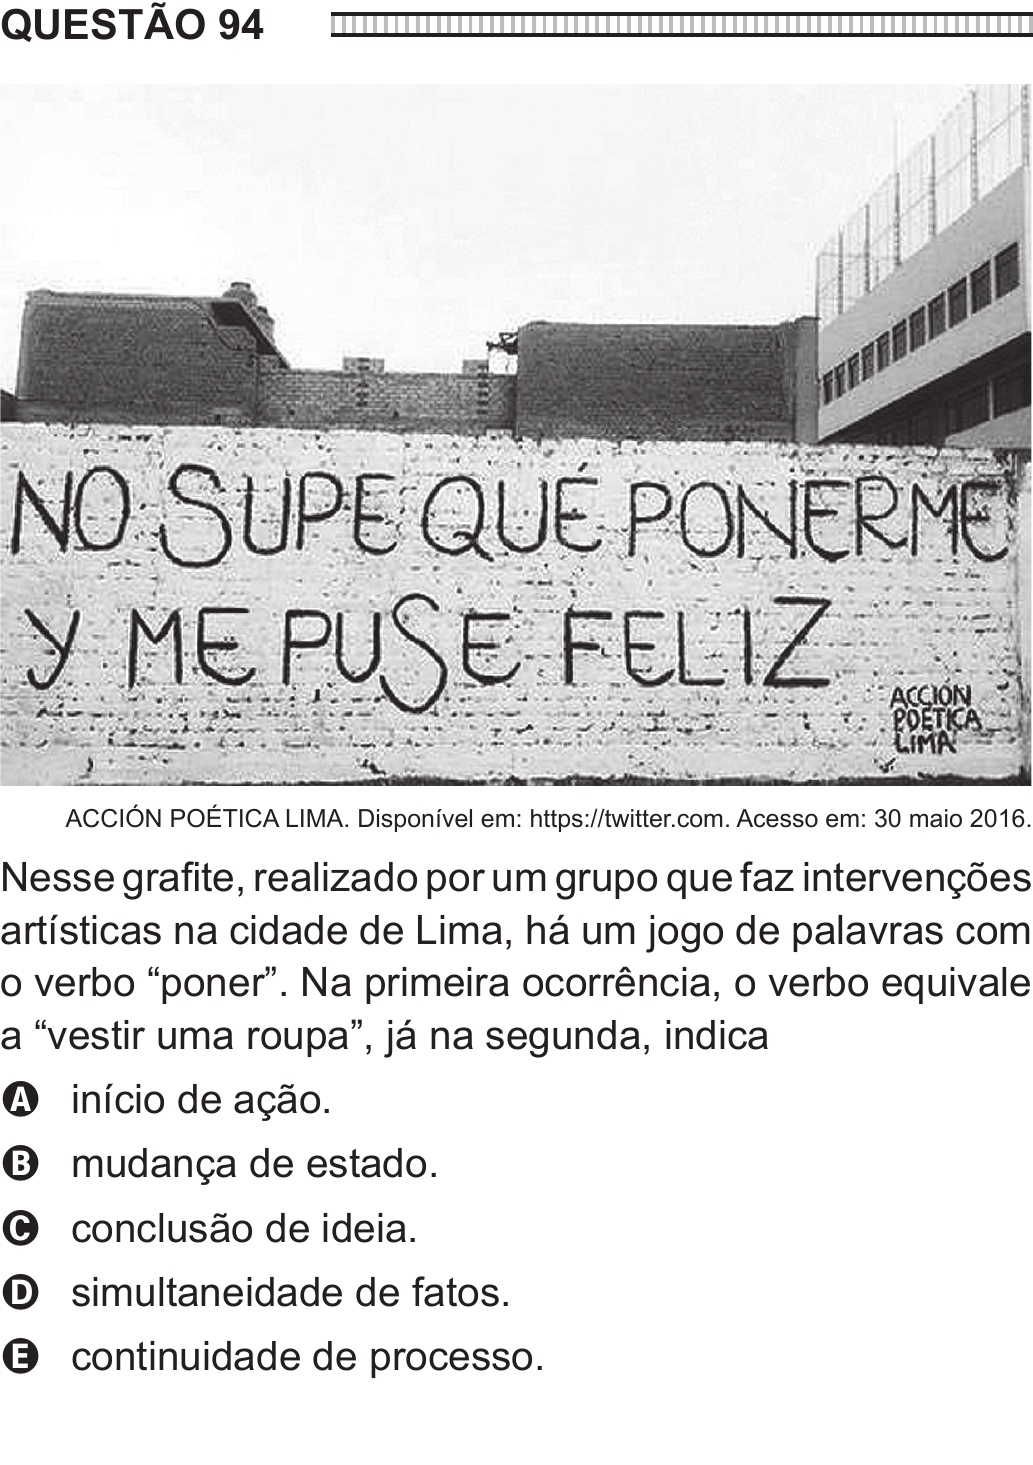 QUESTÃO 94
NO SUPE QUÉ PONERME
Y ME PUSE FELIZ
ACCIÓN
POÉTICA
LIMA
ACCIÓN POÉTICA LIMA. Disponível em: https://twitter.com. Acesso em: 30 maio 2016.
Nesse grafite, realizado por um grupo que faz intervenções
artísticas na cidade de Lima, há um jogo de palavras com
o verbo “poner”. Na primeira ocorrência, o verbo equivale
a “vestir uma roupa”, já na segunda, indica
A início de ação.
B mudança de estado.
C conclusão de ideia.
D simultaneidade de fatos.
E continuidade de processo.